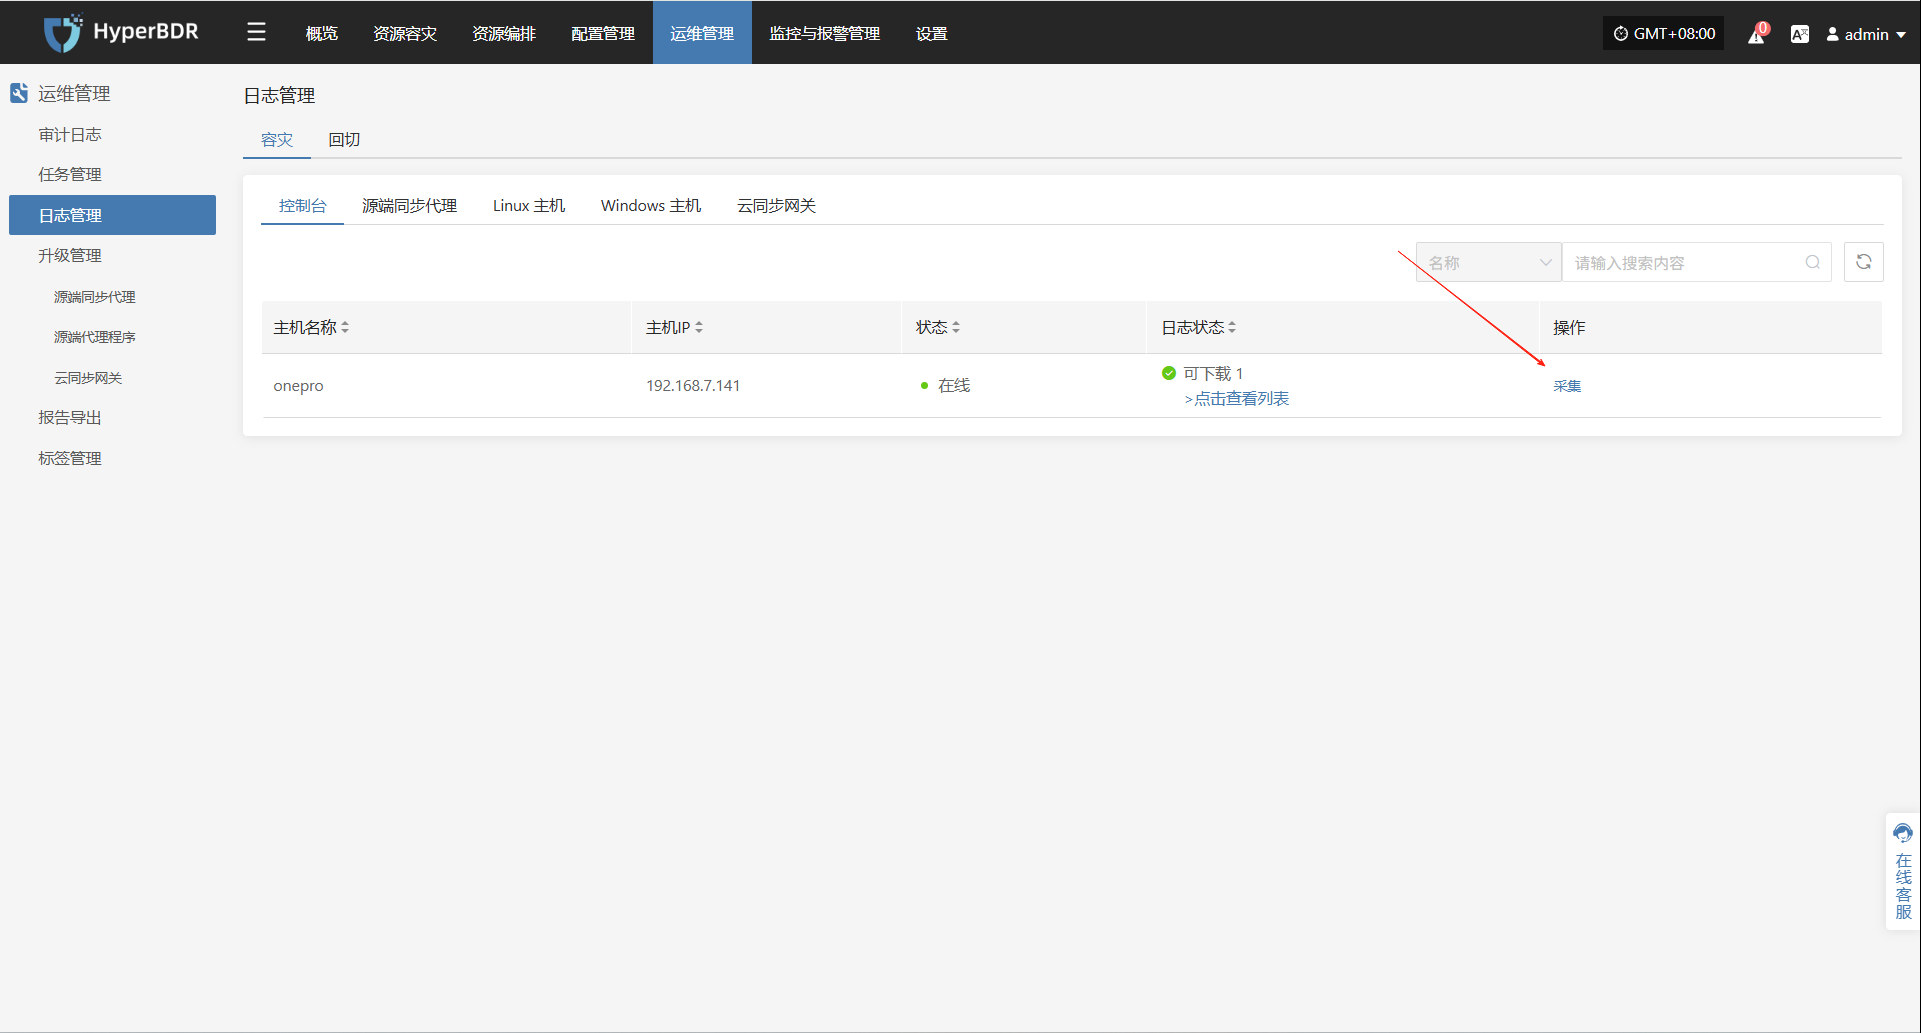 HyperBDR
概览
资源容灾
资源编排
配置管理
运维管理
监控与报警管理
设置
GMT+08:00
0
admin
运维管理
审计日志
任务管理
日志管理
升级管理
源端同步代理
源端代理程序
云同步网关
报告导出
标签管理
日志管理
容灾 回切
控制台 源端同步代理 Linux 主机 Windows 主机 云同步网关
名称 请输入搜索内容
主机名称 主机IP 状态 日志状态 操作
onepro 192.168.7.141 在线 可下载 1
>点击查看列表
采集
在线客服